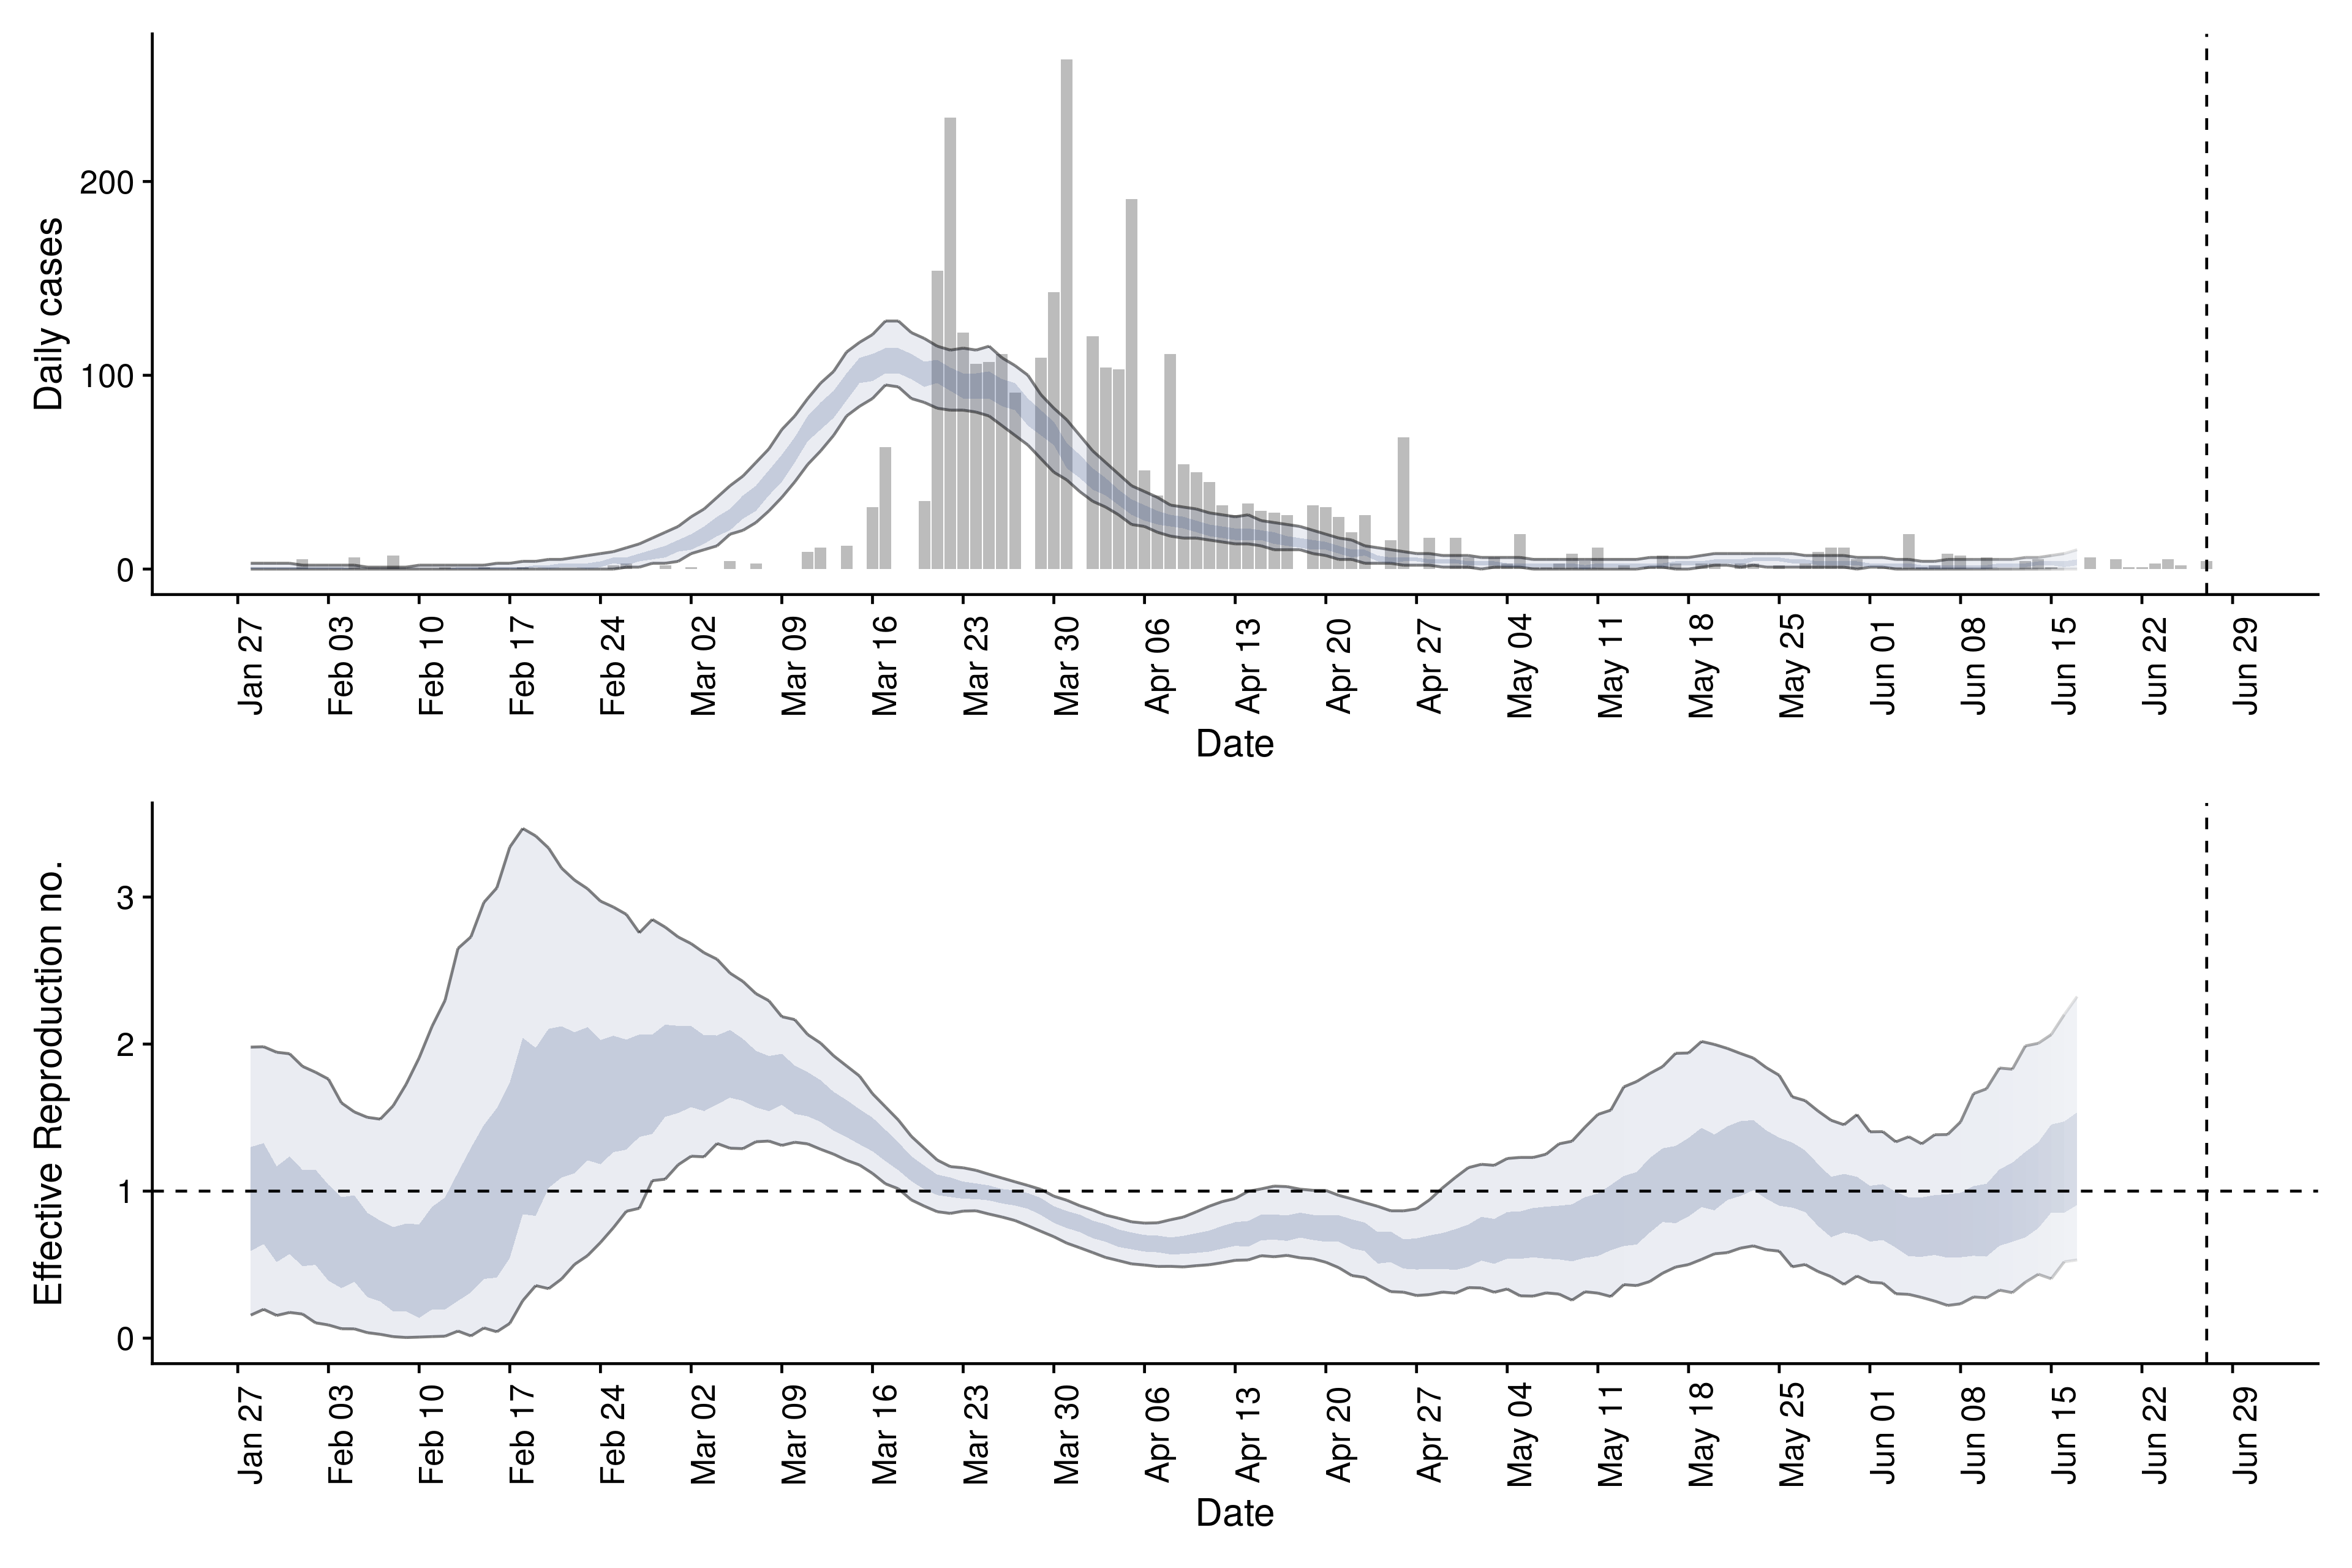 Daily cases
200
100
0
Jan 27
Feb 03
Feb 10
Feb 17
Feb 24
Mar 02
Mar 09
Mar 16
Mar 23
Mar 30
Apr 06
Apr 13
Apr 20
Apr 27
May 04
May 11
May 18
May 25
Jun 01
Jun 08
Jun 15
Jun 22
Jun 29
Date
Effective Reproduction no.
3
2
1
0
Jan 27
Feb 03
Feb 10
Feb 17
Feb 24
Mar 02
Mar 09
Mar 16
Mar 23
Mar 30
Apr 06
Apr 13
Apr 20
Apr 27
May 04
May 11
May 18
May 25
Jun 01
Jun 08
Jun 15
Jun 22
Jun 29
Date